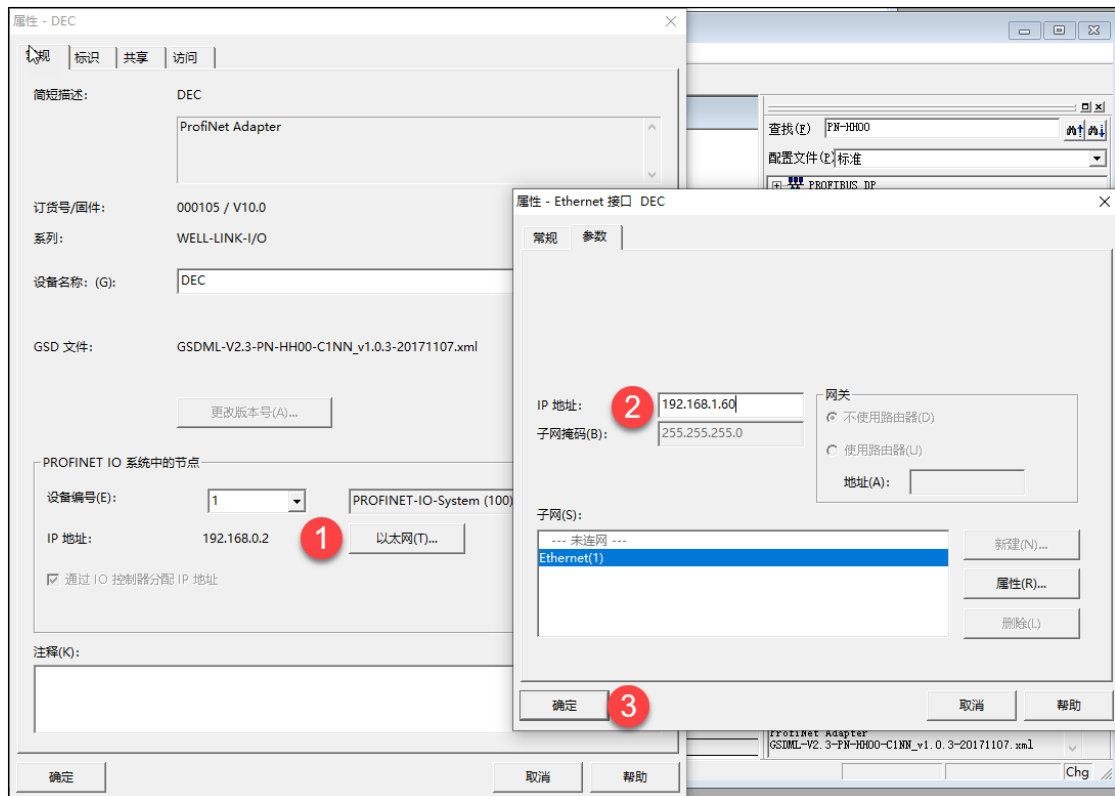 属性 - DEC
标识
共享
访问
简短描述:
DEC
ProfiNet Adapter
订货号/固件:
000105 / V10.0
系列:
WELL-LINK-I/O
设备名称: (G):
DEC
GSD 文件:
GSDML-V2.3-PN-HH00-C1NN_v1.0.3-20171107.xml
更改版本号(A)...
PROFINET IO 系统中的节点
设备编号(E):
1
PROFINET-IO-System (100)
IP 地址:
192.168.0.2
1
以太网(T)...
通过 IO 控制器分配 IP 地址
注释(K):
确定
取消
帮助
查找(F)
PN-HH00
配置文件(P)
标准
PROFIBUS DP
属性 - Ethernet 接口 DEC
常规
参数
IP 地址:
2
192.168.1.60
子网掩码(B):
255.255.255.0
网关
不使用路由器(D)
使用路由器(U)
地址(A):
子网(S):
--- 未连网 ---
Ethernet(1)
新建(N)...
属性(R)...
删除(L)
确定
3
取消
帮助
ProfiNet Adapter
GSDML-V2.3-PN-HH00-C1NN_v1.0.3-20171107.xml
Chg